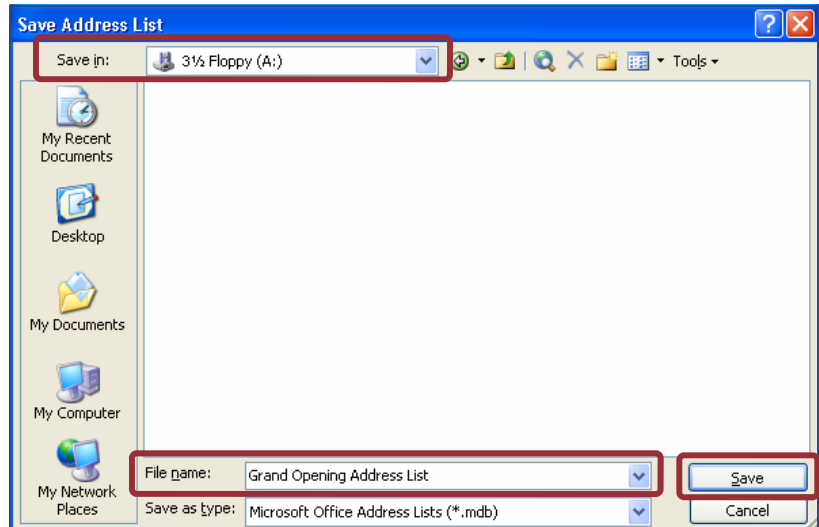 Save Address List
Save in:
3½ Floppy (A:)
Tools
My Recent
Documents
Desktop
My Documents
My Computer
My Network
Places
File name:
Grand Opening Address List
Save
Save as type:
Microsoft Office Address Lists (*.mdb)
Cancel